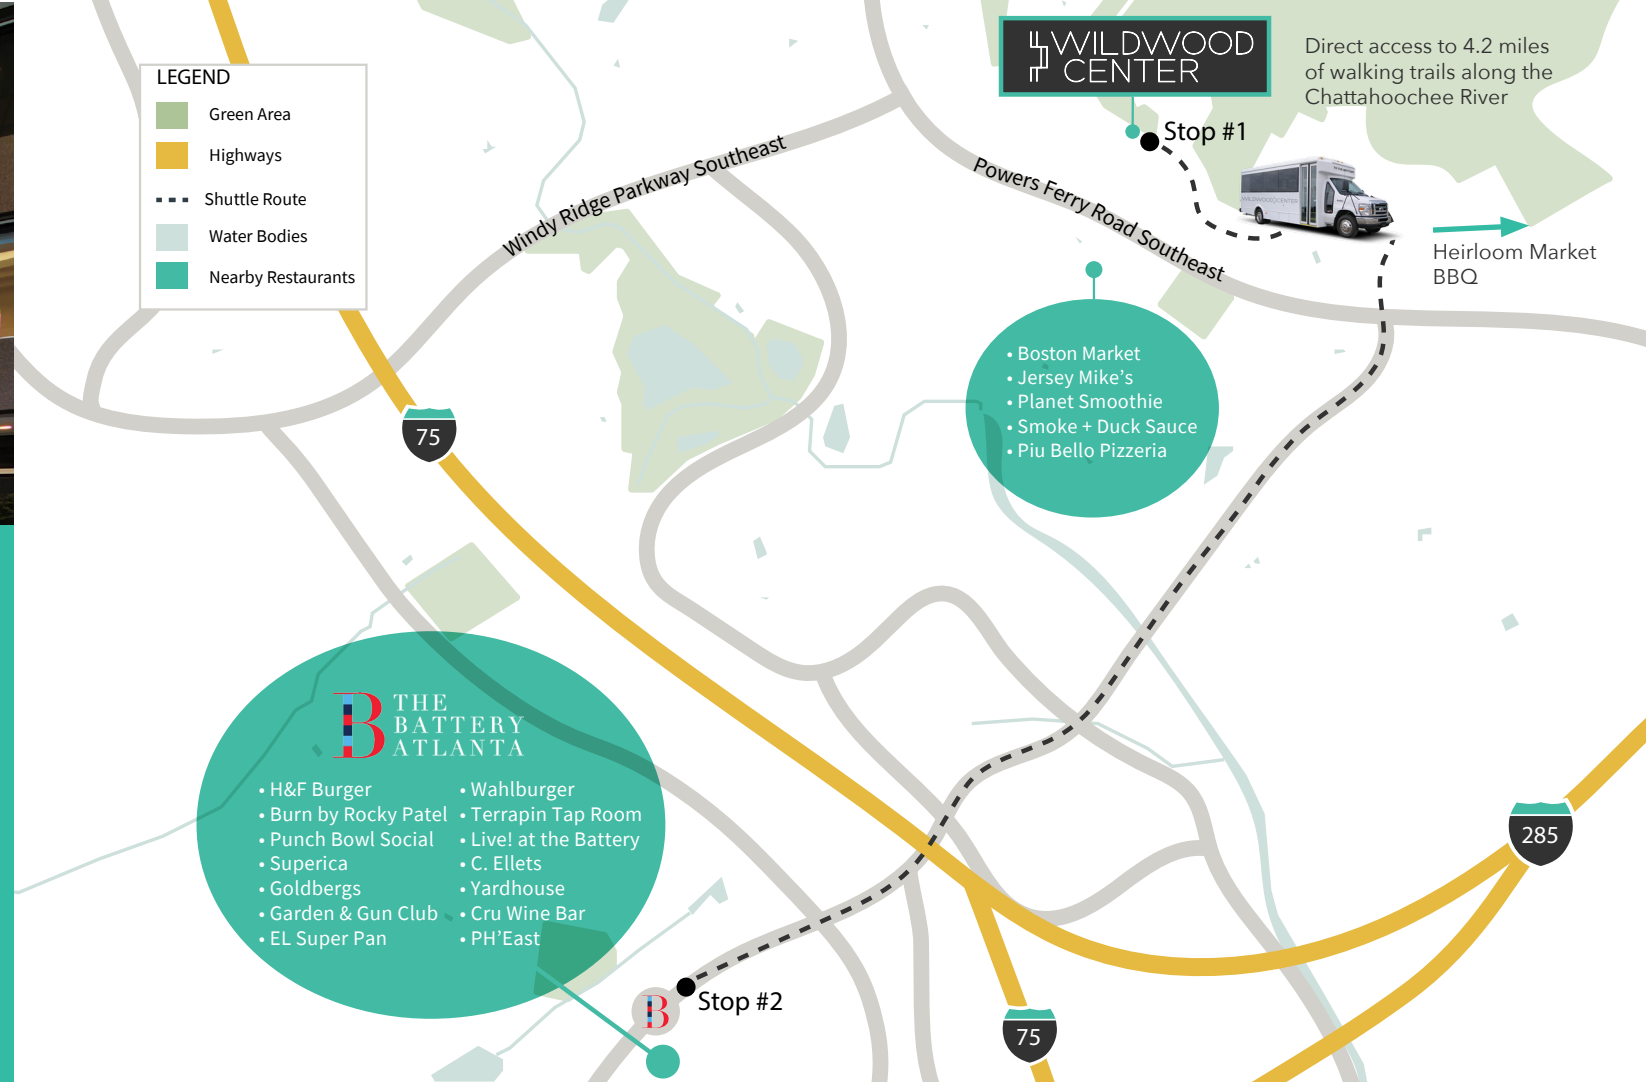 LEGEND
Green Area
Highways
Shuttle Route
Water Bodies
Nearby Restaurants
WILDWOOD
CENTER
Direct access to 4.2 miles
of walking trails along the
Chattahoochee River
Stop #1
Windy Ridge Parkway Southeast
Powers Ferry Road Southeast
WILDWOOD CENTER
Heirloom Market
BBQ
• Boston Market
• Jersey Mike’s
• Planet Smoothie
• Smoke + Duck Sauce
• Piu Bello Pizzeria
75
B THE
BATTERY
ATLANTA
• H&F Burger
• Burn by Rocky Patel
• Punch Bowl Social
• Superica
• Goldbergs
• Garden & Gun Club
• EL Super Pan
• Wahlburger
• Terrapin Tap Room
• Live! at the Battery
• C. Ellets
• Yardhouse
• Cru Wine Bar
• PH’East
285
B
Stop #2
75